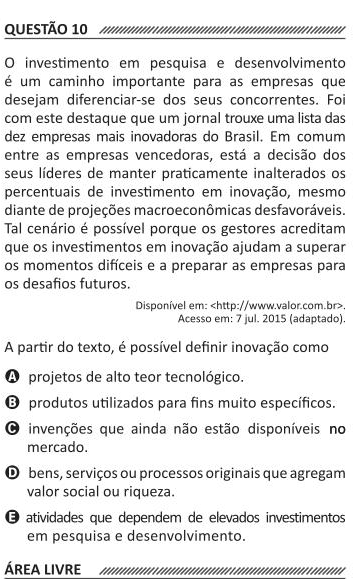 QUESTÃO 10
O investimento em pesquisa e desenvolvimento
é um caminho importante para as empresas que
desejam diferenciar-se dos seus concorrentes. Foi
com este destaque que um jornal trouxe uma lista das
dez empresas mais inovadoras do Brasil. Em comum
entre as empresas vencedoras, está a decisão dos
seus líderes de manter praticamente inalterados os
percentuais de investimento em inovação, mesmo
diante de projeções macroeconômicas desfavoráveis.
Tal cenário é possível porque os gestores acreditam
que os investimentos em inovação ajudam a superar
os momentos difíceis e a preparar as empresas para
os desafios futuros.
Disponível em: <http://www.valor.com.br>.
Acesso em: 7 jul. 2015 (adaptado).
A partir do texto, é possível definir inovação como
A projetos de alto teor tecnológico.
B produtos utilizados para fins muito específicos.
C invenções que ainda não estão disponíveis no
mercado.
D bens, serviços ou processos originais que agregam
valor social ou riqueza.
E atividades que dependem de elevados investimentos
em pesquisa e desenvolvimento.
ÁREA LIVRE